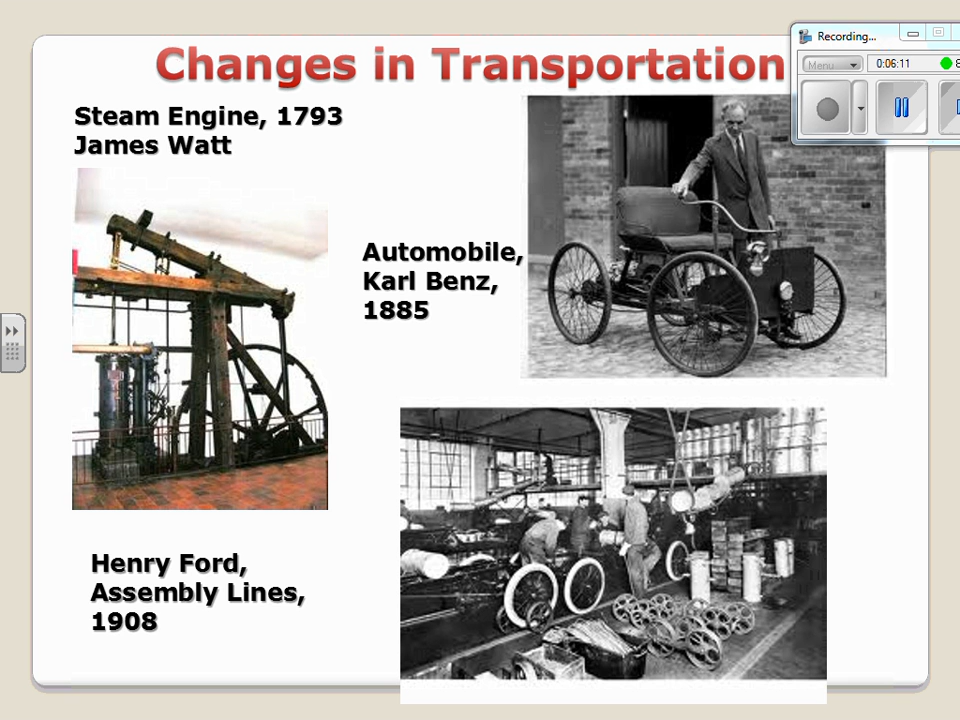 Changes in Transportation
Recording...
Menu
0:06:11
Steam Engine, 1793
James Watt
Automobile,
Karl Benz,
1885
Henry Ford,
Assembly Lines,
1908